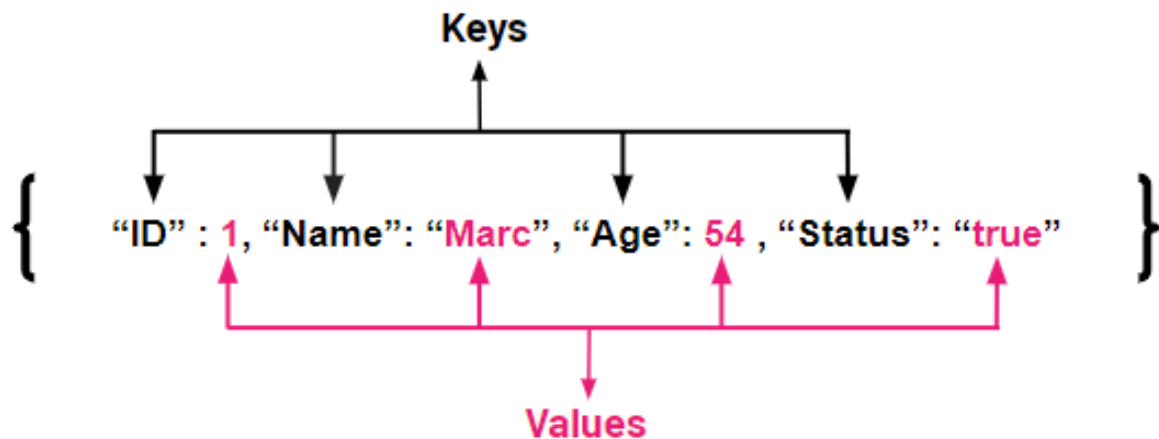 Keys
{ “ID” : 1, “Name”: “Marc”, “Age”: 54 , “Status”: “true” }
Values